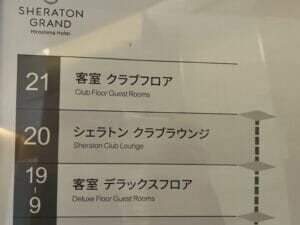 SHERATON
GRAND
Hiroshima Hotel
21
客室 クラブフロア
Club Floor Guest Rooms
20
シェラトン クラブラウンジ
Sheraton Club Lounge
19
-
9
客室 デラックスフロア
Deluxe Floor Guest Rooms